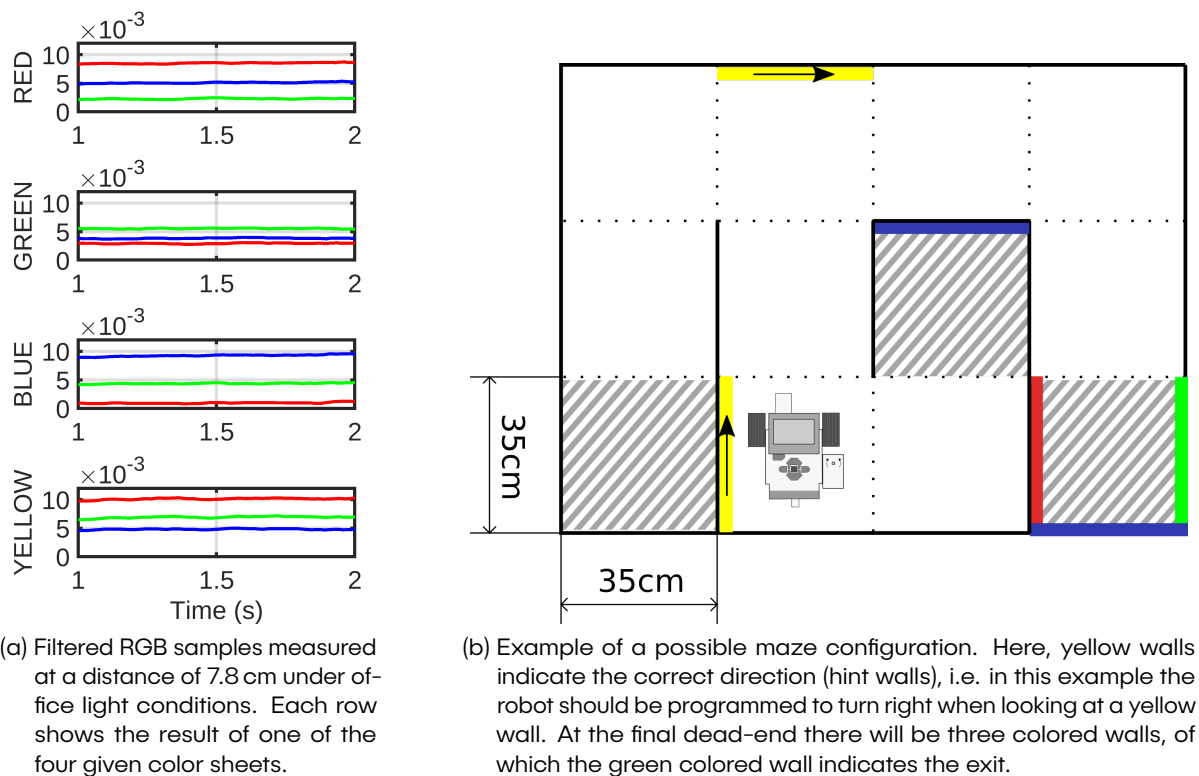 ×10-3
RED
10
5
0
1 1.5 2
×10-3
GREEN
10
5
0
1 1.5 2
×10-3
BLUE
10
5
0
1 1.5 2
×10-3
YELLOW
10
5
0
1 1.5 2
Time (s)
35cm
35cm
(a) Filtered RGB samples measured
at a distance of 7.8 cm under of-
fice light conditions. Each row
shows the result of one of the
four given color sheets.
(b) Example of a possible maze configuration. Here, yellow walls
indicate the correct direction (hint walls), i.e. in this example the
robot should be programmed to turn right when looking at a yellow
wall. At the final dead-end there will be three colored walls, of
which the green colored wall indicates the exit.